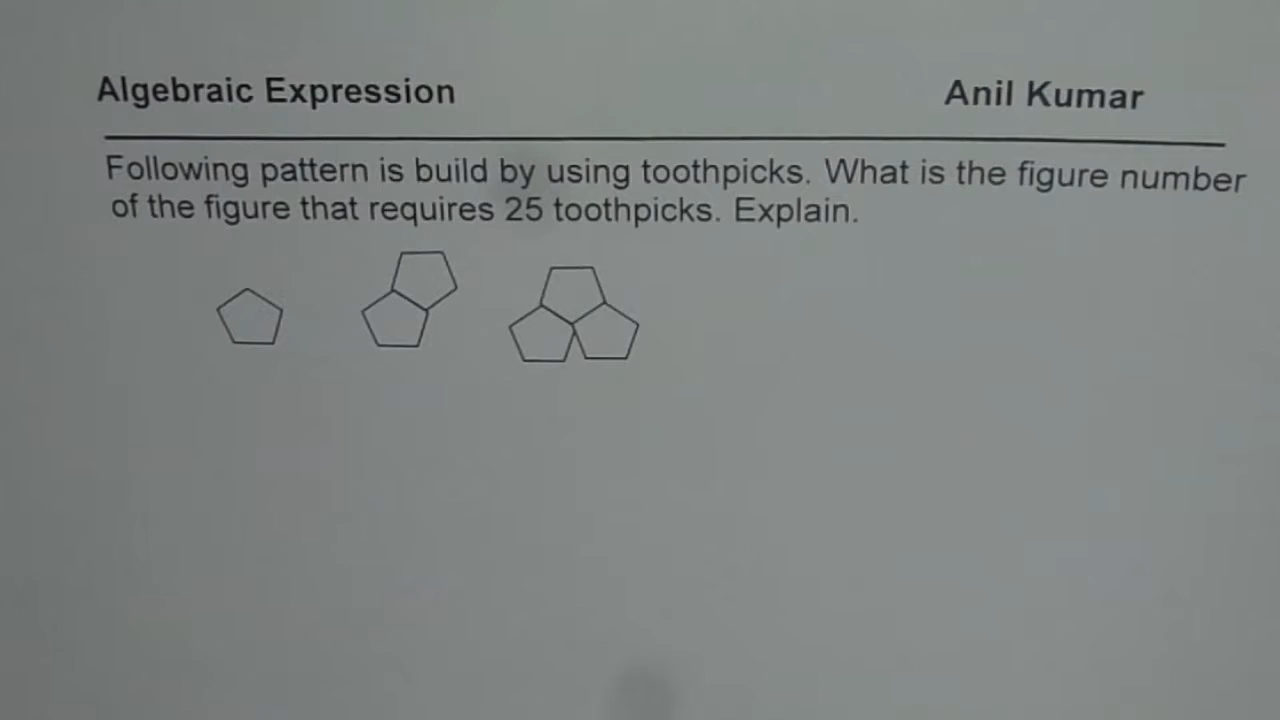 Algebraic Expression Anil Kumar
Following pattern is build by using toothpicks. What is the figure number
of the figure that requires 25 toothpicks. Explain.